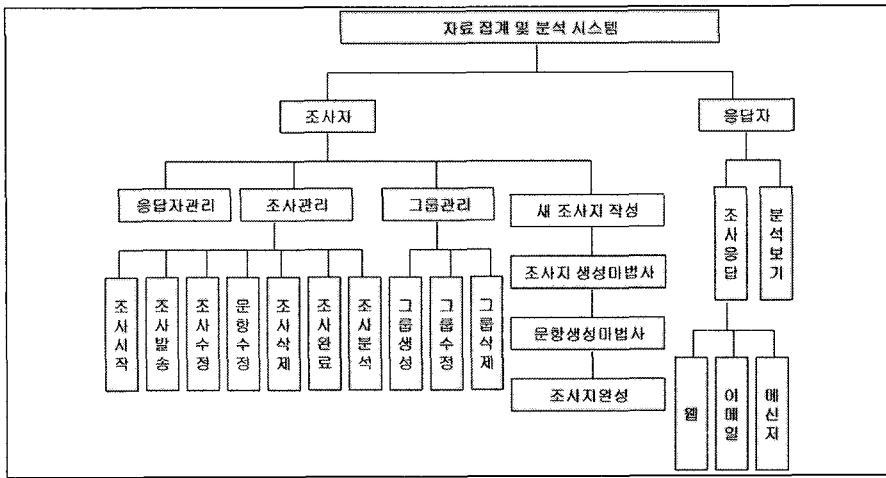 자료 집계 및 분석 시스템
조사자
응답자
응답자관리
조사관리
그룹관리
새 조사지 작성
조사응답
분석보기
조사시작
조사발송
조사수정
문항수정
조사삭제
조사완료
조사분석
그룹생성
그룹수정
그룹삭제
조사지 생성마법사
문항생성마법사
조사지완성
웹
이메일
메신저